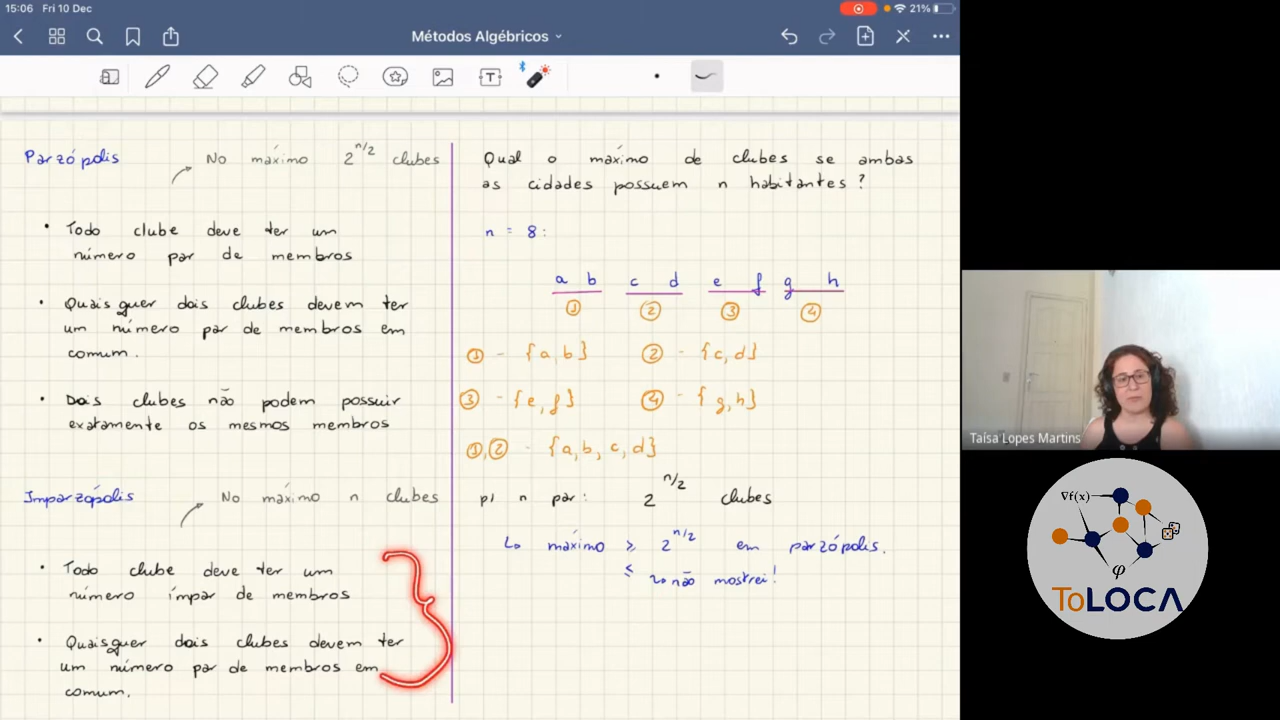 15:06 Fri 10 Dec
21%
Métodos Algébricos
T
Parzópolis
No máximo 2^{n/2} clubes
• Todo clube deve ter um
número par de membros
• Quaisquer dois clubes devem ter
um número par de membros em
comum.
• Dois clubes não podem possuir
exatamente os mesmos membros
Imparzópolis
No máximo n clubes
• Todo clube deve ter um
número ímpar de membros
• Quaisquer dois clubes devem ter
um número par de membros em
comum.
Qual o máximo de clubes se ambas
as cidades possuem n habitantes?
n = 8:
a b c d e f g h
① ② ③ ④
① - {a,b} ② - {c,d}
③ - {e,f} ④ - {g,h}
①,② - {a,b,c,d}
p/ n par: 2^{n/2} clubes
↳ máximo ≥ 2^{n/2} em parzópolis.
≤ ↳ não mostrei!
Taísa Lopes Martins
∇f(x)
φ
ToLOCA